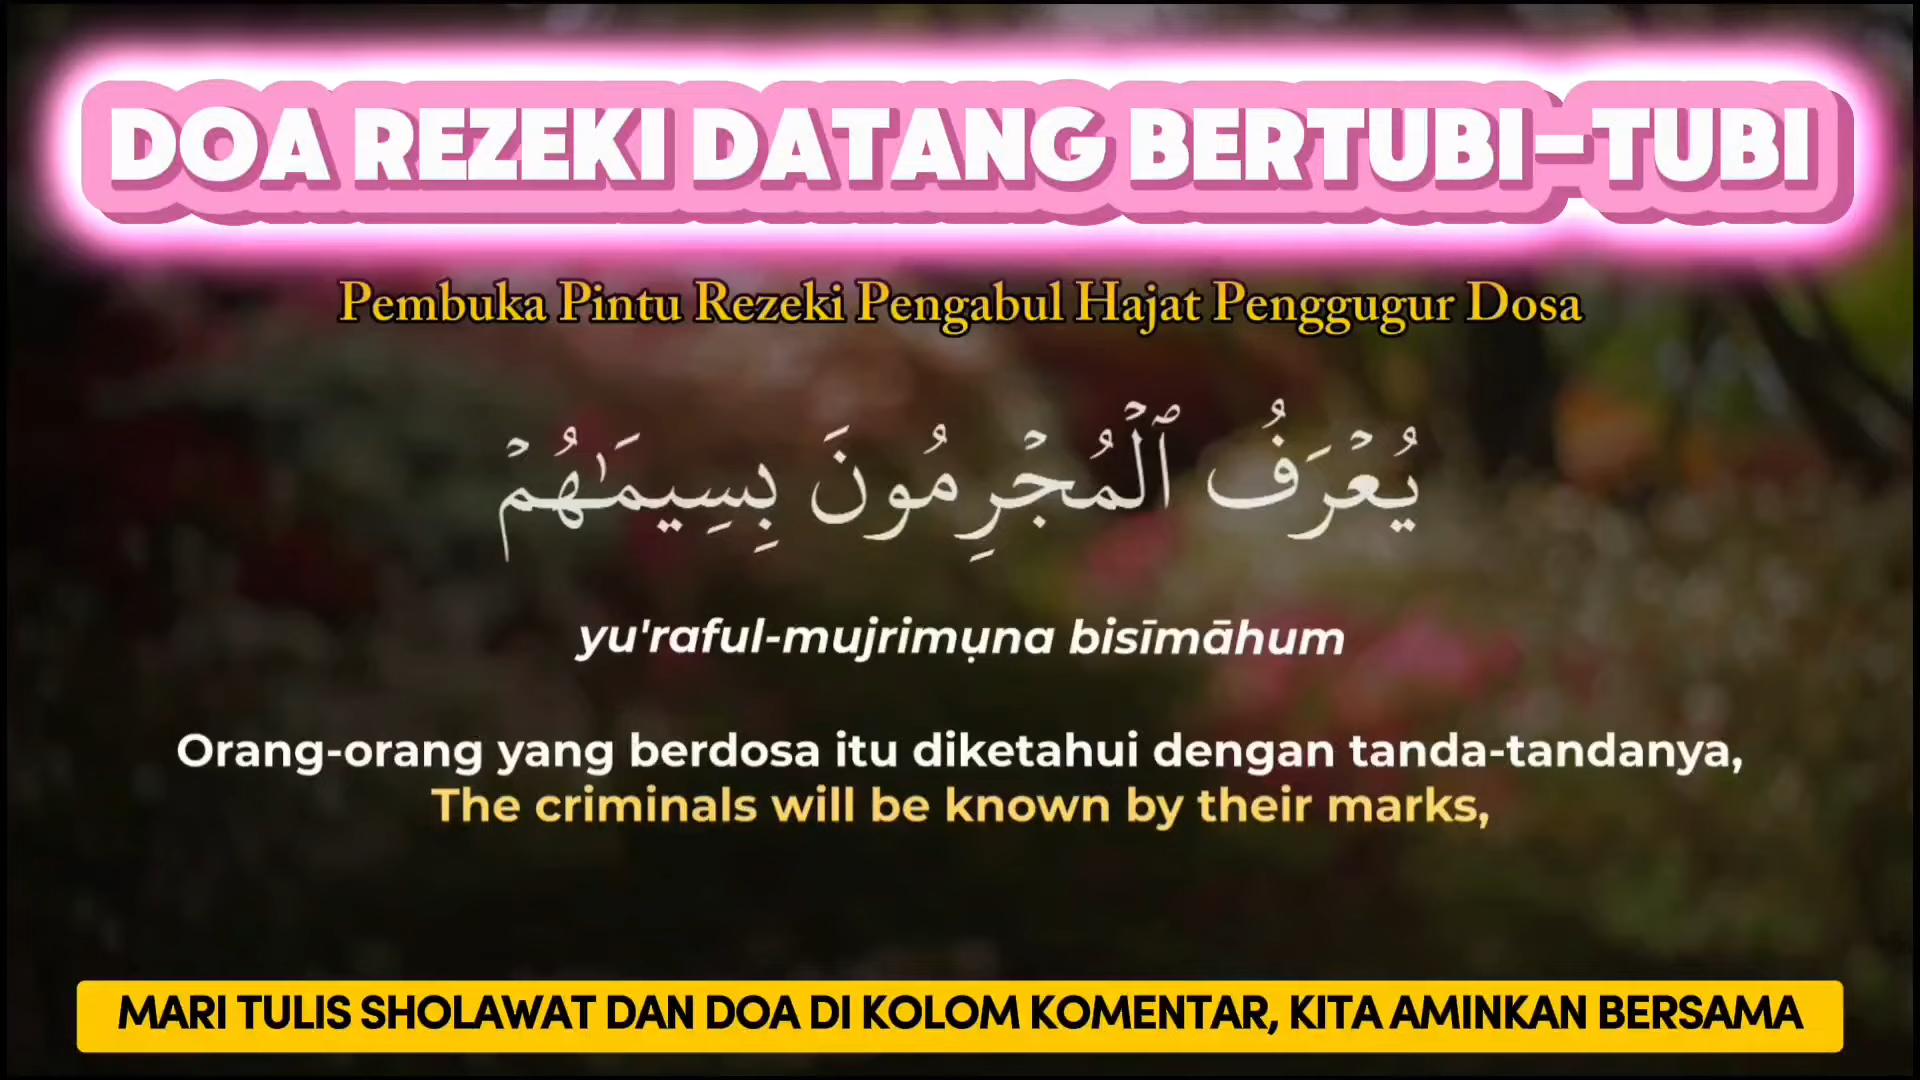 DOA REZEKI DATANG BERTUBI-TUBI
Pembuka Pintu Rezeki Pengabul Hajat Penggugur Dosa
يُعۡرَفُ ٱلۡمُجۡرِمُونَ بِسِيمَٰهُمۡ
yu'raful-mujrimụna bisīmāhum
Orang-orang yang berdosa itu diketahui dengan tanda-tandanya,
The criminals will be known by their marks,
MARI TULIS SHOLAWAT DAN DOA DI KOLOM KOMENTAR, KITA AMINKAN BERSAMA